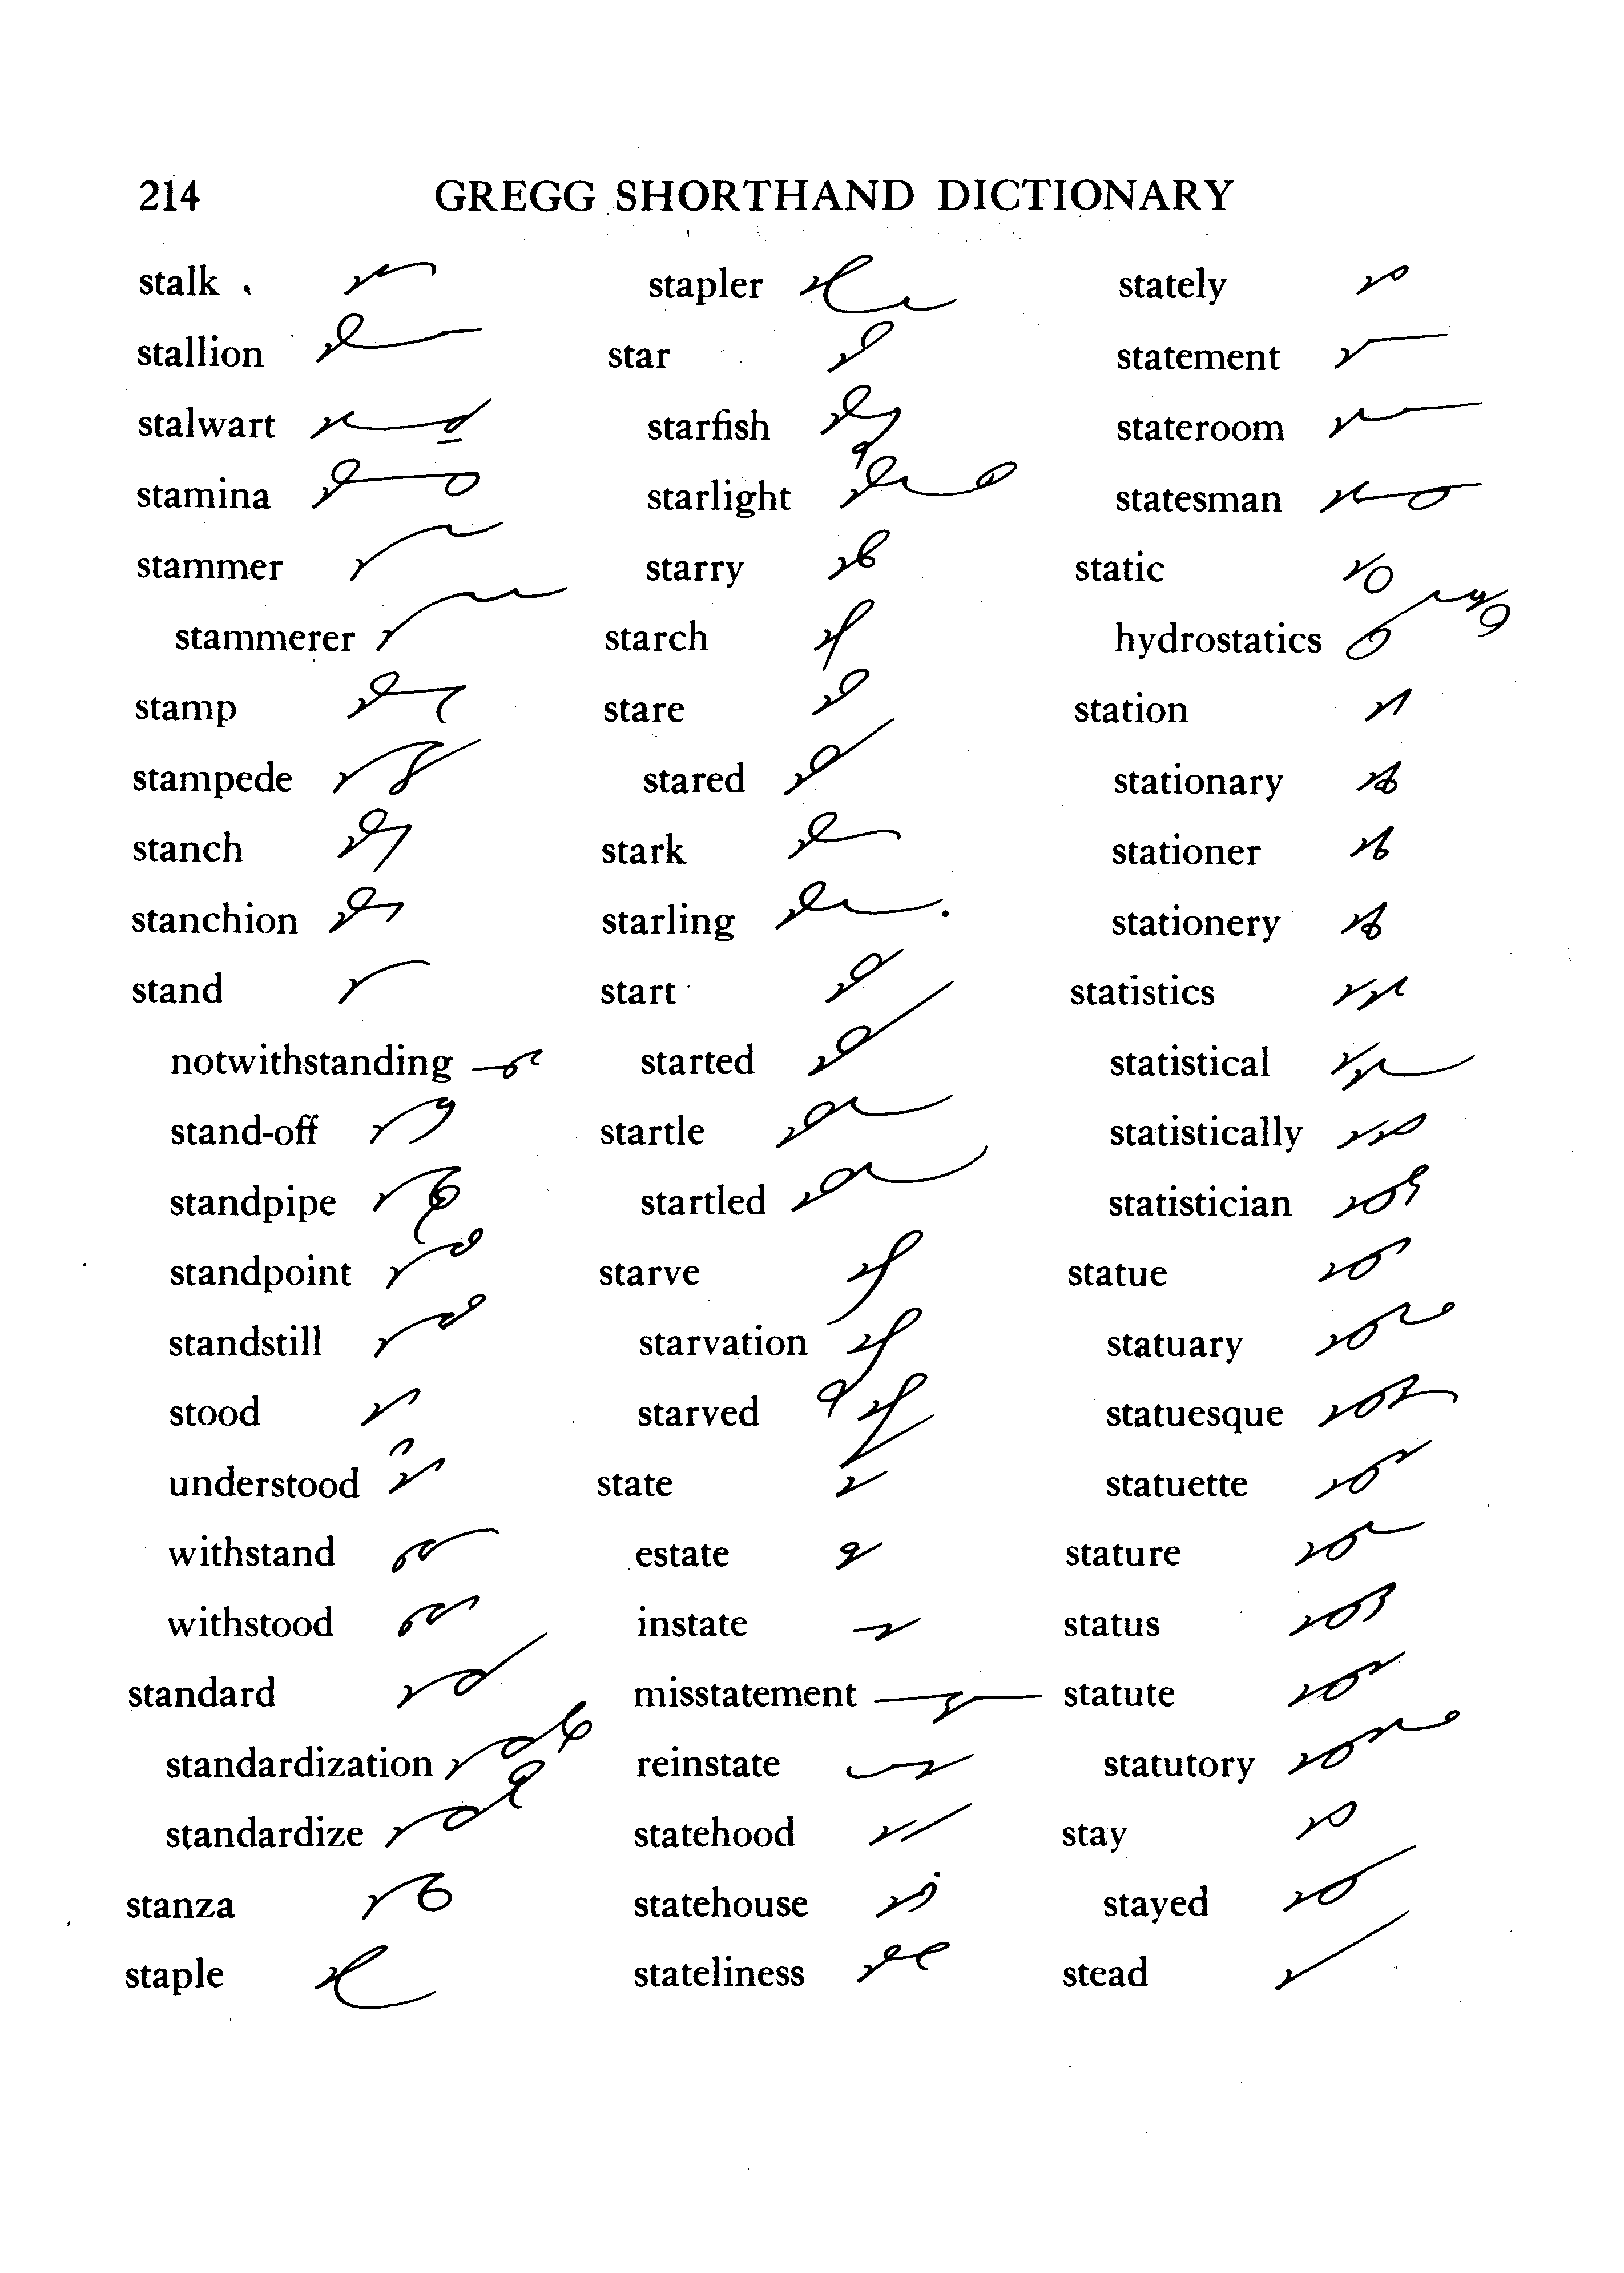 214 GREGG SHORTHAND DICTIONARY
stalk
stallion
stalwart
stamina
stammer
stammerer
stamp
stampede
stanch
stanchion
stand
notwithstanding
stand-off
standpipe
standpoint
standstill
stood
understood
withstand
withstood
standard
standardization
standardize
stanza
staple
stapler
star
starfish
starlight
starry
starch
stare
stared
stark
starling
start
started
startle
startled
starve
starvation
starved
state
estate
instate
misstatement
reinstate
statehood
statehouse
stateliness
stately
statement
stateroom
statesman
static
hydrostatics
station
stationary
stationer
stationery
statistics
statistical
statistically
statistician
statue
statuary
statuesque
statuette
stature
status
statute
statutory
stay
stayed
stead